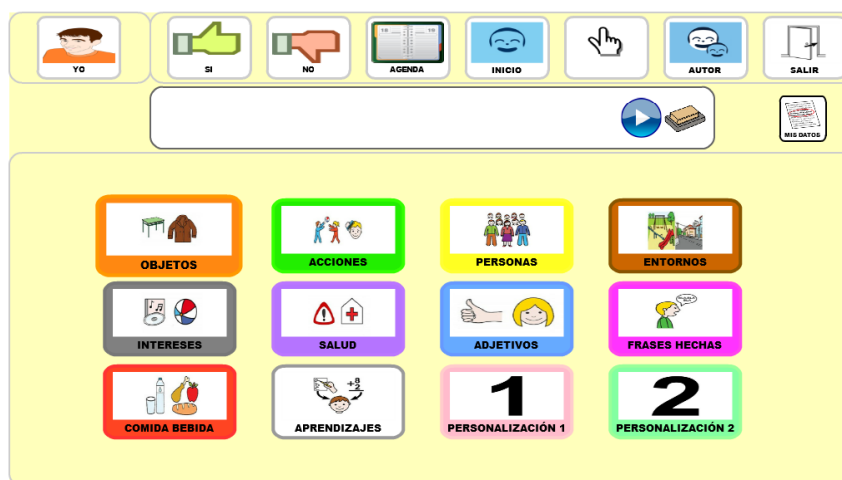 YO
SI
NO
AGENDA
INICIO
AUTOR
SALIR
MIS DATOS
OBJETOS
ACCIONES
PERSONAS
ENTORNOS
INTERESES
SALUD
ADJETIVOS
FRASES HECHAS
COMIDA BEBIDA
APRENDIZAJES
1
PERSONALIZACIÓN 1
2
PERSONALIZACIÓN 2